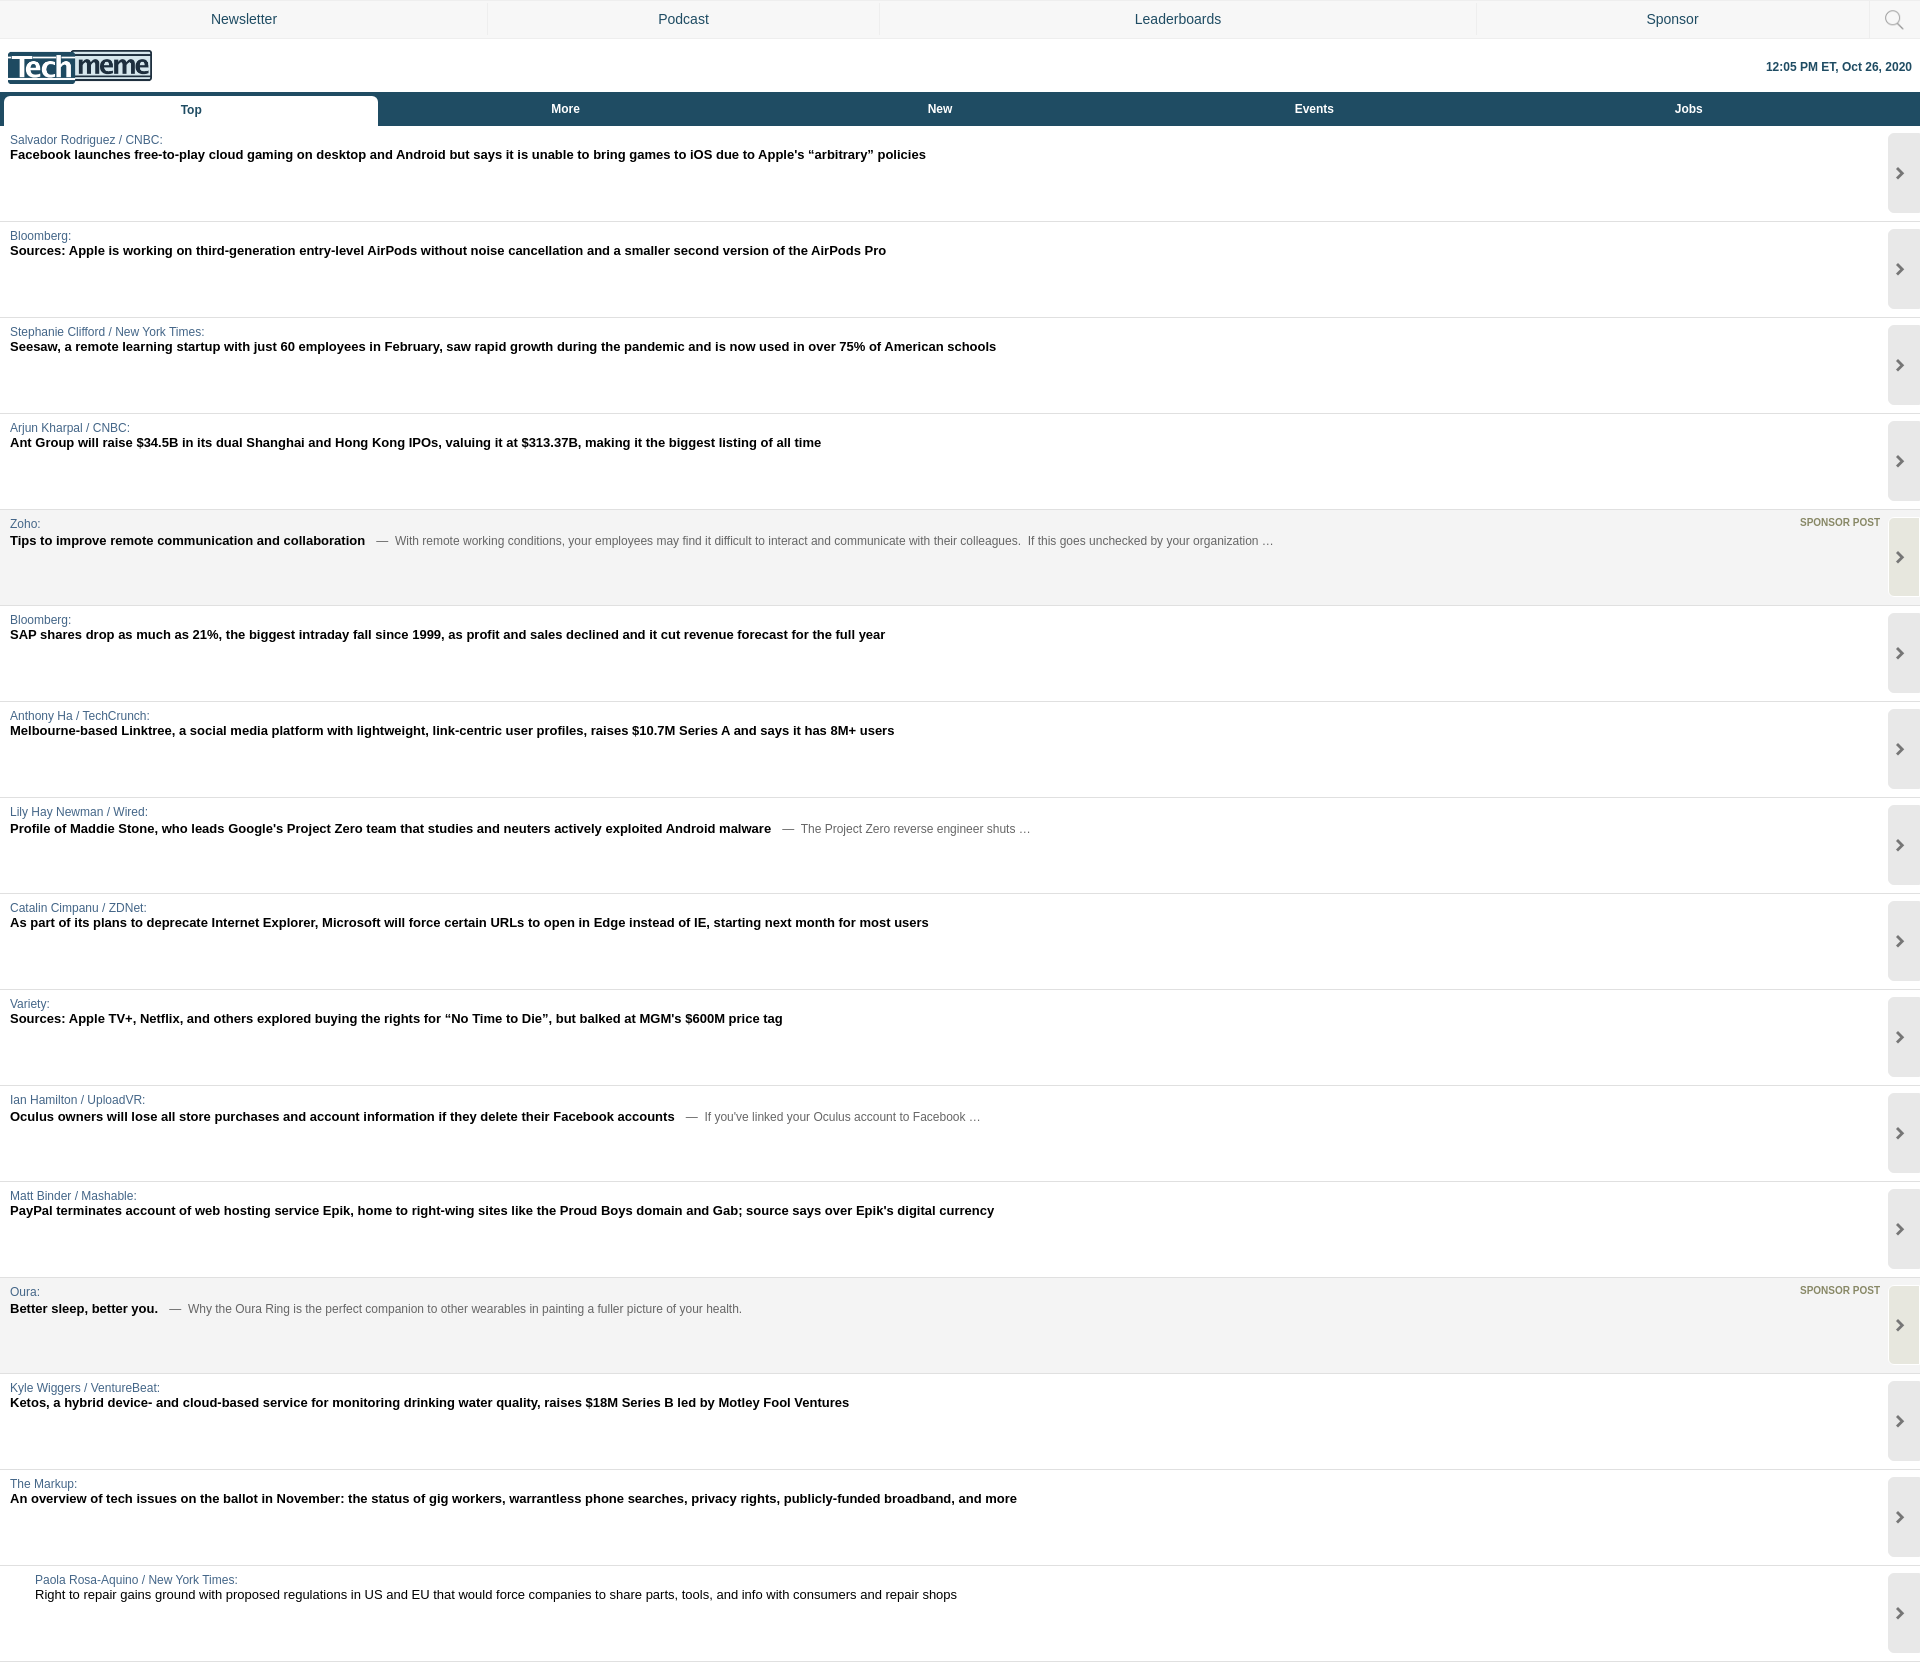 Newsletter
Podcast
Leaderboards
Sponsor
Techmeme
12:05 PM ET, Oct 26, 2020
Top
More
New
Events
Jobs
Salvador Rodriguez / CNBC:
Facebook launches free-to-play cloud gaming on desktop and Android but says it is unable to bring games to iOS due to Apple's “arbitrary” policies
Bloomberg:
Sources: Apple is working on third-generation entry-level AirPods without noise cancellation and a smaller second version of the AirPods Pro
Stephanie Clifford / New York Times:
Seesaw, a remote learning startup with just 60 employees in February, saw rapid growth during the pandemic and is now used in over 75% of American schools
Arjun Kharpal / CNBC:
Ant Group will raise $34.5B in its dual Shanghai and Hong Kong IPOs, valuing it at $313.37B, making it the biggest listing of all time
Zoho:
SPONSOR POST
Tips to improve remote communication and collaboration — With remote working conditions, your employees may find it difficult to interact and communicate with their colleagues. If this goes unchecked by your organization …
Bloomberg:
SAP shares drop as much as 21%, the biggest intraday fall since 1999, as profit and sales declined and it cut revenue forecast for the full year
Anthony Ha / TechCrunch:
Melbourne-based Linktree, a social media platform with lightweight, link-centric user profiles, raises $10.7M Series A and says it has 8M+ users
Lily Hay Newman / Wired:
Profile of Maddie Stone, who leads Google's Project Zero team that studies and neuters actively exploited Android malware — The Project Zero reverse engineer shuts …
Catalin Cimpanu / ZDNet:
As part of its plans to deprecate Internet Explorer, Microsoft will force certain URLs to open in Edge instead of IE, starting next month for most users
Variety:
Sources: Apple TV+, Netflix, and others explored buying the rights for “No Time to Die”, but balked at MGM's $600M price tag
Ian Hamilton / UploadVR:
Oculus owners will lose all store purchases and account information if they delete their Facebook accounts — If you've linked your Oculus account to Facebook …
Matt Binder / Mashable:
PayPal terminates account of web hosting service Epik, home to right-wing sites like the Proud Boys domain and Gab; source says over Epik's digital currency
Oura:
SPONSOR POST
Better sleep, better you. — Why the Oura Ring is the perfect companion to other wearables in painting a fuller picture of your health.
Kyle Wiggers / VentureBeat:
Ketos, a hybrid device- and cloud-based service for monitoring drinking water quality, raises $18M Series B led by Motley Fool Ventures
The Markup:
An overview of tech issues on the ballot in November: the status of gig workers, warrantless phone searches, privacy rights, publicly-funded broadband, and more
Paola Rosa-Aquino / New York Times:
Right to repair gains ground with proposed regulations in US and EU that would force companies to share parts, tools, and info with consumers and repair shops